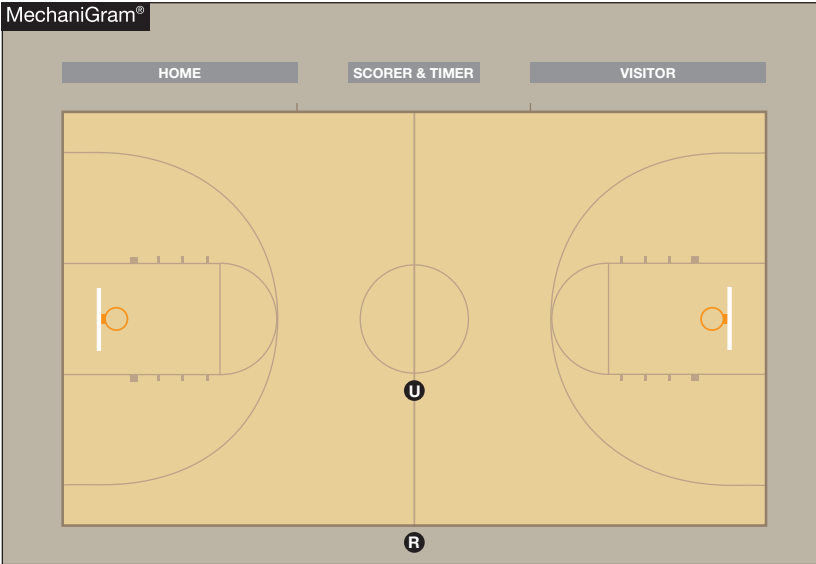 MechaniGram®
HOME
SCORER & TIMER
VISITOR
U
R